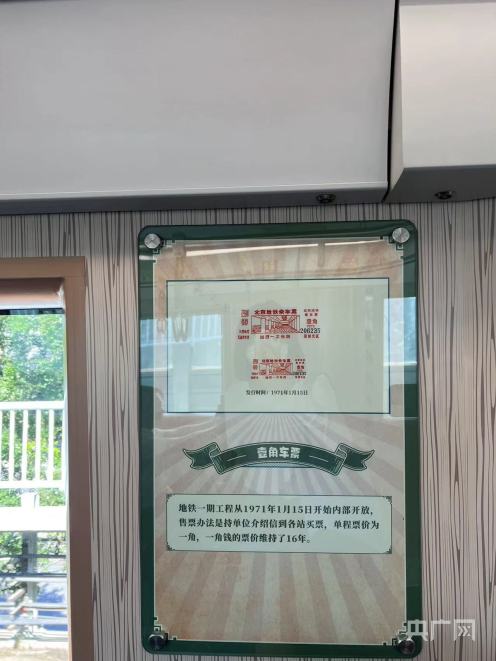 北京地铁乘车票
壹角
206235
发行时间：1971年1月15日
壹角车票
地铁一期工程从1971年1月15日开始内部开放，
售票办法是持单位介绍信到各站买票，单程票价为
一角，一角钱的票价维持了16年。
央广网